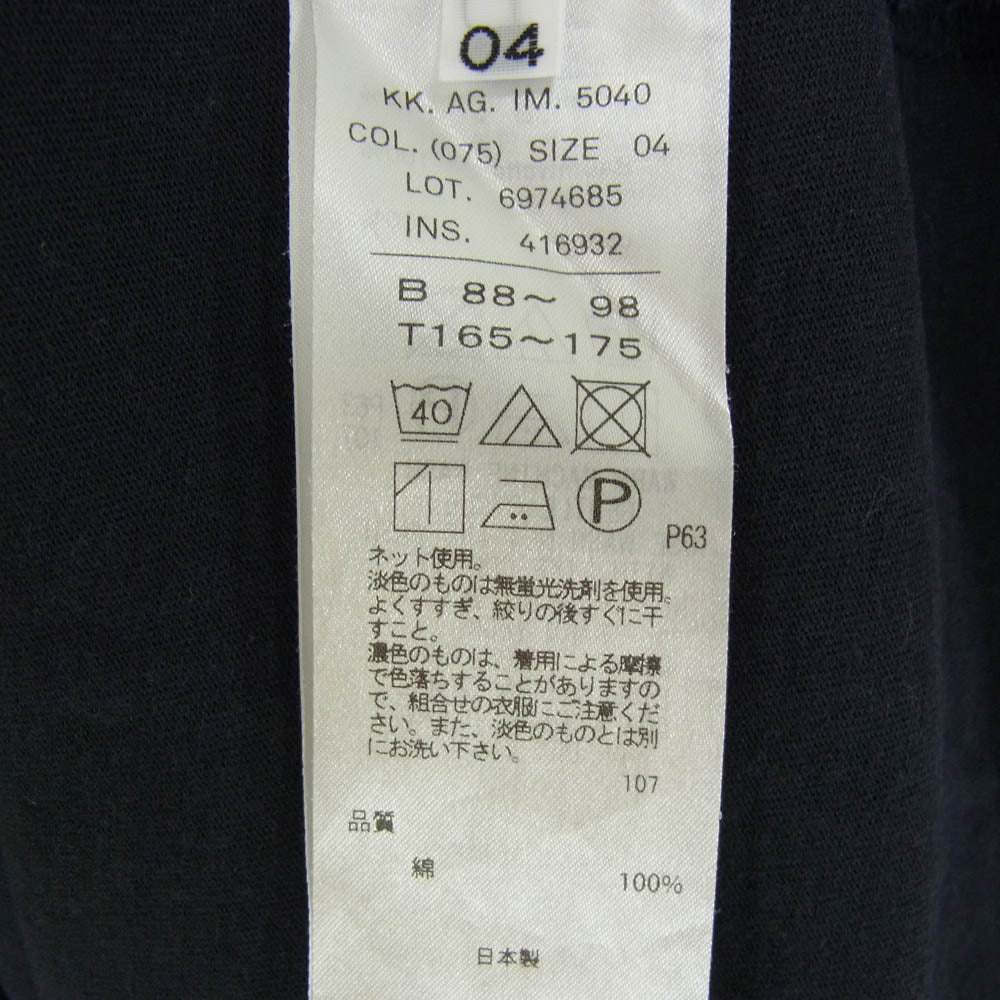 04
KK. AG. IM. 5040
COL. (075) SIZE 04
LOT. 6974685
INS. 416932
B 88〜 98
T165〜175
40
P
P63
ネット使用。
淡色のものは無蛍光洗剤を使用。
よくすすぎ、絞りの後すぐに干
すこと。
濃色のものは、着用による摩擦
で色落ちすることがありますの
で、組合せの衣服にご注意くだ
さい。また、淡色のものとは別
にお洗い下さい。
107
品質
綿 100%
日本製